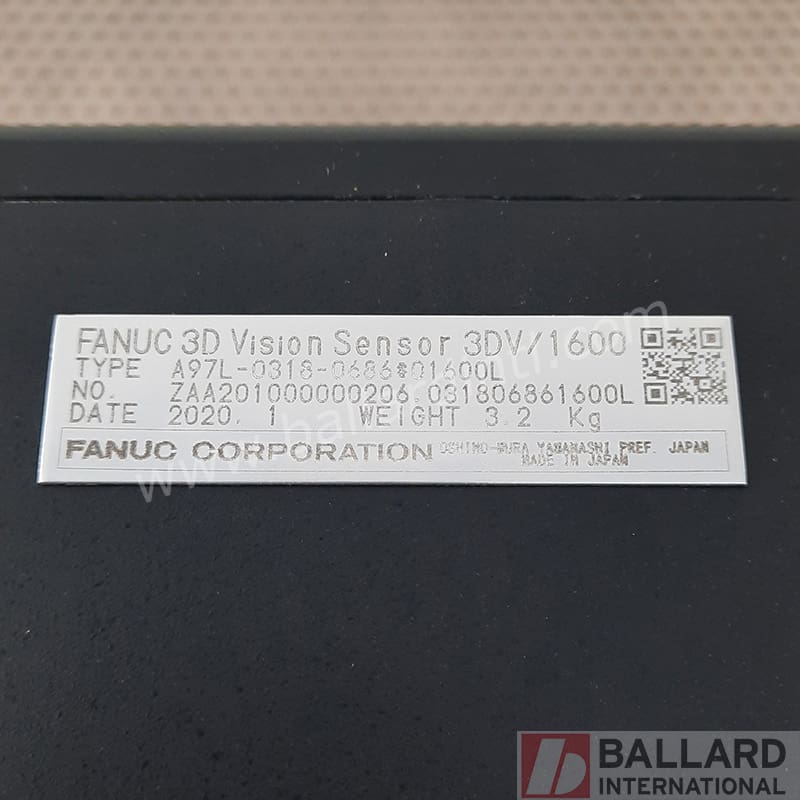 FANUC 3D Vision Sensor 3DV/1600
TYPE A97L-0318-0686#01600L
NO. ZAA201000000206:031806861600L
DATE 2020. 1 WEIGHT 3.2 Kg
FANUC CORPORATION OSHINO-MURA YAMANASHI PREF. JAPAN
MADE IN JAPAN
BALLARD
INTERNATIONAL